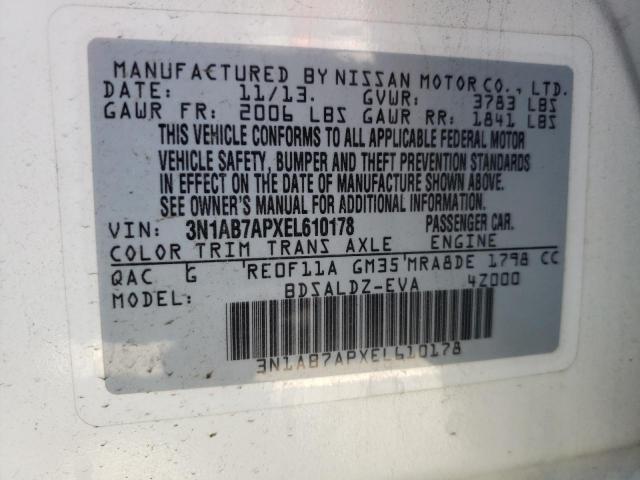 MANUFACTURED BY NISSAN MOTOR CO., LTD.
DATE: 11/13. GVWR: 3783 LBS
GAWR FR: 2006 LBS GAWR RR: 1841 LBS
THIS VEHICLE CONFORMS TO ALL APPLICABLE FEDERAL MOTOR
VEHICLE SAFETY, BUMPER AND THEFT PREVENTION STANDARDS
IN EFFECT ON THE DATE OF MANUFACTURE SHOWN ABOVE.
SEE OWNER'S MANUAL FOR ADDITIONAL INFORMATION.
VIN: 3N1AB7APXEL610178 PASSENGER CAR.
COLOR TRIM TRANS AXLE ENGINE
QAC G RE0F11A GM35 MRA8DE 1798 CC
MODEL: BDSALDZ-EVA 4Z000
3N1AB7APXEL610178